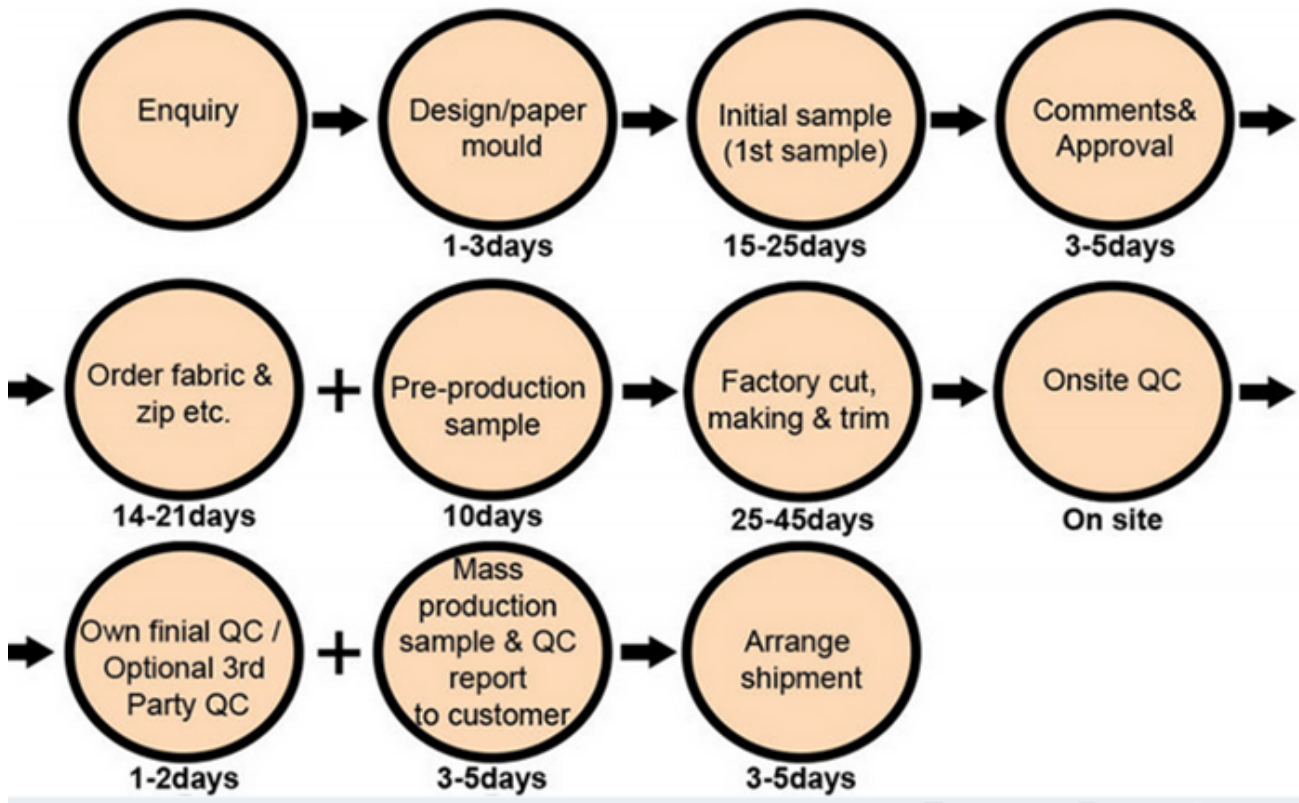 Enquiry
Design/paper
mould
1-3days
Initial sample
(1st sample)
15-25days
Comments&
Approval
3-5days
Order fabric &
zip etc.
14-21days
+
Pre-production
sample
10days
Factory cut,
making & trim
25-45days
Onsite QC
On site
Own finial QC /
Optional 3rd
Party QC
1-2days
+
Mass
production
sample & QC
report
to customer
3-5days
Arrange
shipment
3-5days